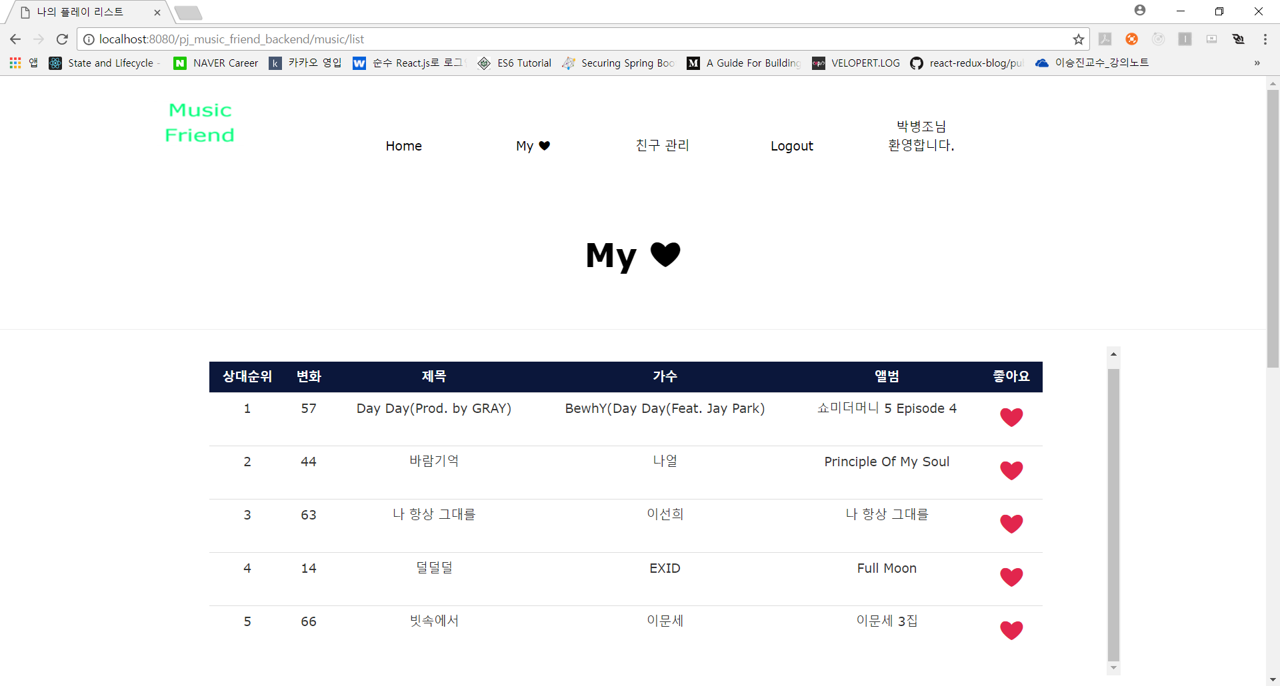 나의 플레이 리스트
localhost:8080/pj_music_friend_backend/music/list
앱 State and Lifecycle - NAVER Career 카카오 영입 순수 React.js로 로그 ES6 Tutorial Securing Spring Boo A Guide For Building VELOPERT.LOG react-redux-blog/pul 이승진교수_강의노트 »
Music
Friend
Home My ♥ 친구 관리 Logout 박병조님
환영합니다.
My ♥
상대순위 변화 제목 가수 앨범 좋아요
1 57 Day Day(Prod. by GRAY) BewhY(Day Day(Feat. Jay Park) 쇼미더머니 5 Episode 4
2 44 바람기억 나얼 Principle Of My Soul
3 63 나 항상 그대를 이선희 나 항상 그대를
4 14 덜덜덜 EXID Full Moon
5 66 빗속에서 이문세 이문세 3집